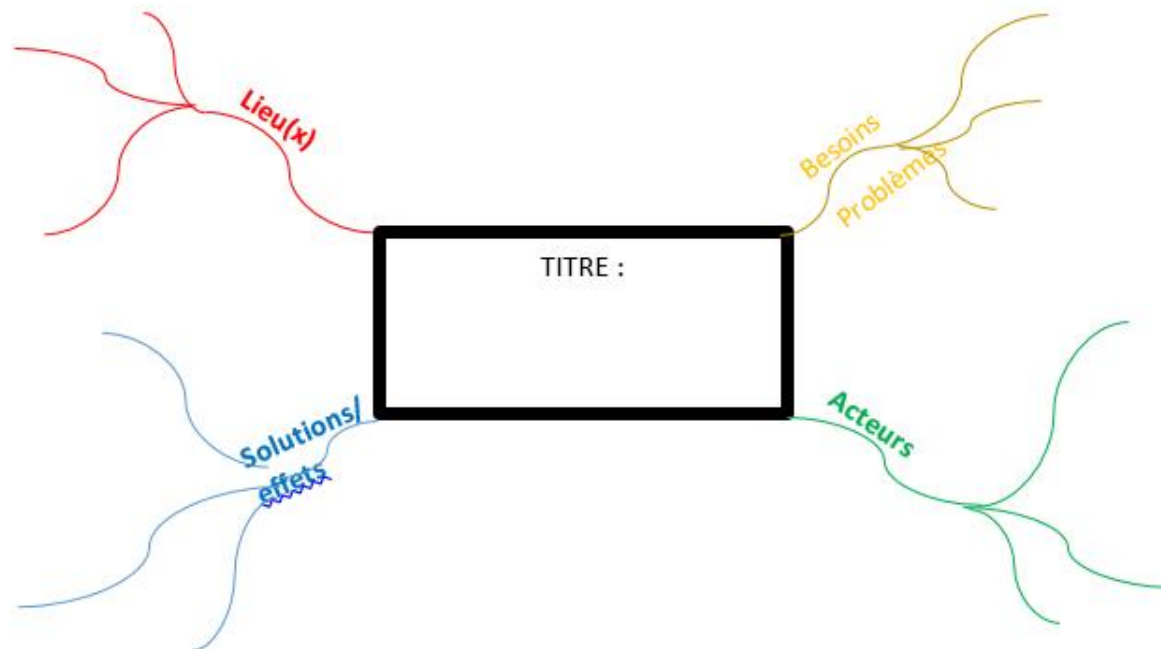 Lieu(x)
Besoins
Problèmes
TITRE :
Solutions/
effets
Acteurs